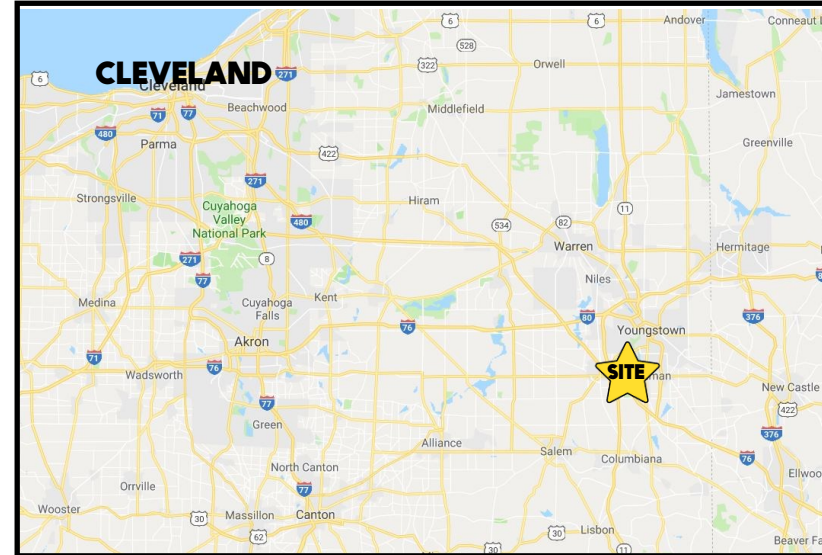 6
6
Andover
Conneaut L
528
322
Orwell
CLEVELAND
271
6
Cleveland
Jamestown
Beachwood
Middlefield
71
77
480
Parma
Greenville
422
271
Strongsville
Hiram
Cuyahoga
Valley
National Park
480
11
534
82
Warren
Hermitage
271
8
77
Niles
Medina
Cuyahoga
Falls
Kent
80
376
76
Youngstown
Akron
71
76
Wadsworth
SITE
man
New Castle
77
422
Green
376
Alliance
Salem
Columbiana
76
North Canton
Ellwoo
77
Orrville
Wooster
30
Massillon
Canton
62
30
Lisbon
Beaver Fa
30
11